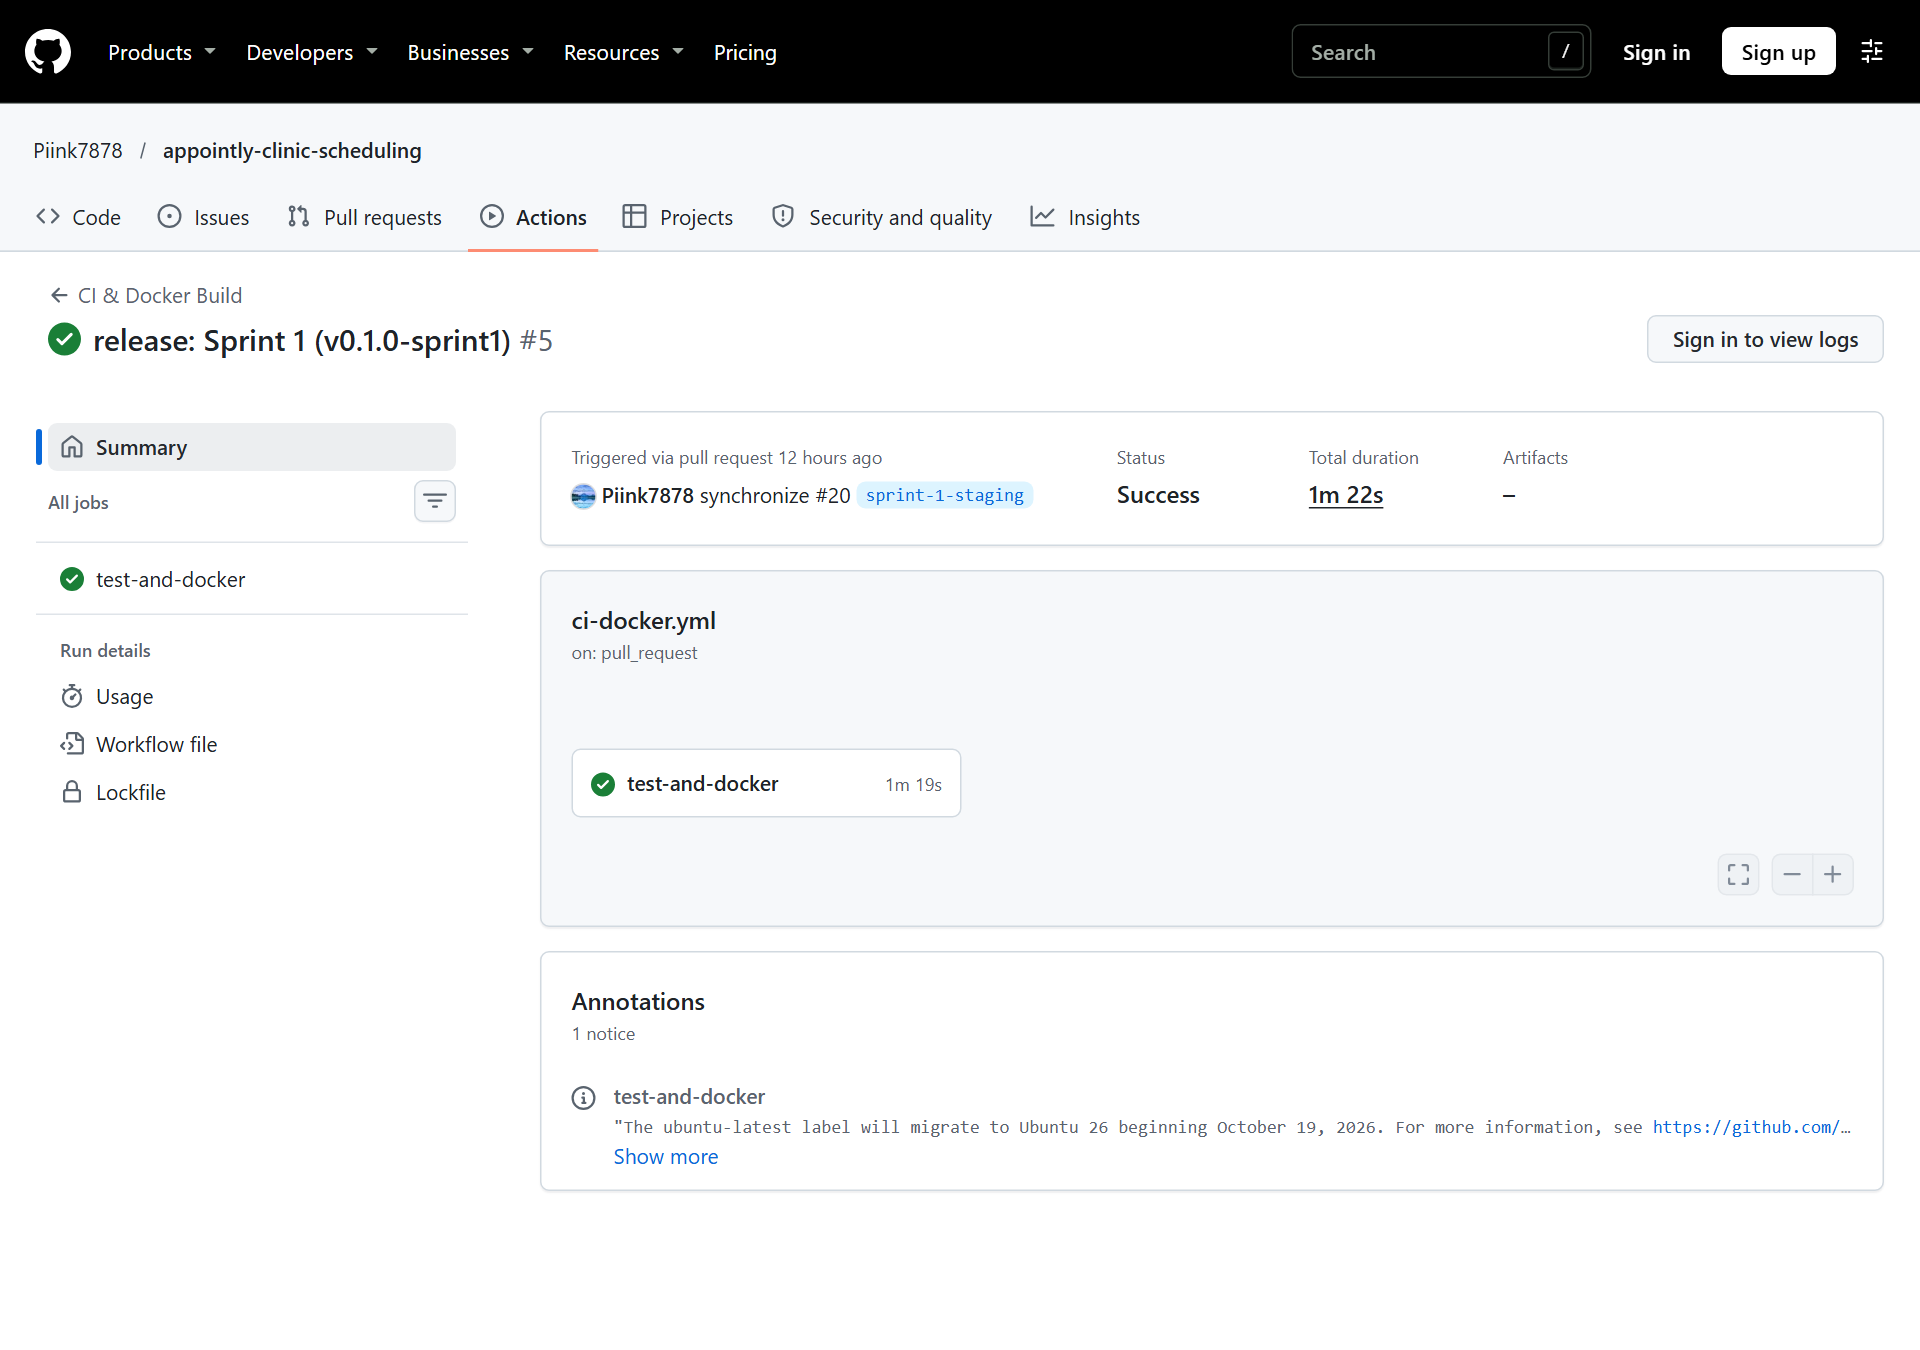 Products Developers Businesses Resources Pricing Search / Sign in Sign up
Piink7878 / appointly-clinic-scheduling
Code Issues Pull requests Actions Projects Security and quality Insights
CI & Docker Build
release: Sprint 1 (v0.1.0-sprint1) #5
Sign in to view logs
Summary
All jobs
test-and-docker
Run details
Usage
Workflow file
Lockfile
Triggered via pull request 12 hours ago
Piink7878 synchronize #20 sprint-1-staging
Status
Success
Total duration
1m 22s
Artifacts
–
ci-docker.yml
on: pull_request
test-and-docker 1m 19s
Annotations
1 notice
test-and-docker
"The ubuntu-latest label will migrate to Ubuntu 26 beginning October 19, 2026. For more information, see https://github.com/…
Show more